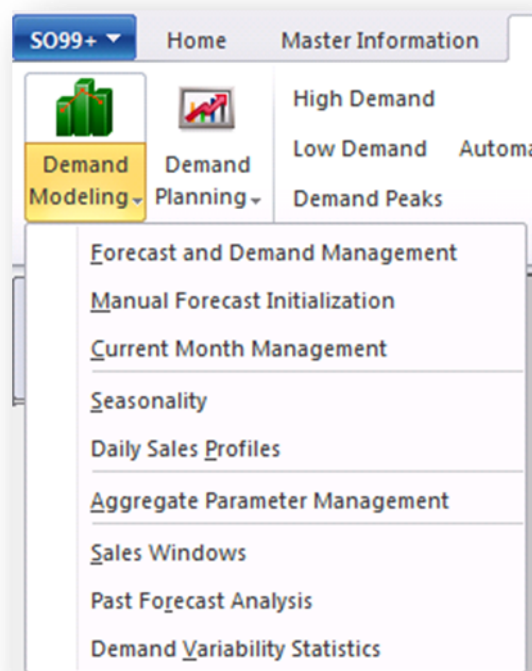 SO99+ Home Master Information
High Demand
Low Demand
Demand Peaks
Demand
Modeling
Demand
Planning
Forecast and Demand Management
Manual Forecast Initialization
Current Month Management
Seasonality
Daily Sales Profiles
Aggregate Parameter Management
Sales Windows
Past Forecast Analysis
Demand Variability Statistics